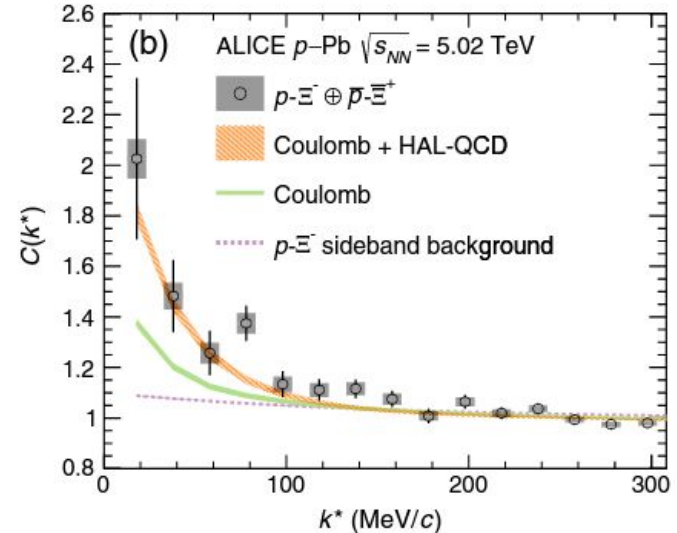 (b) ALICE p–Pb √s_NN = 5.02 TeV
p-Ξ⁻ ⊕ p̅-Ξ̅⁺
Coulomb + HAL-QCD
Coulomb
p-Ξ⁻ sideband background
C(k*)
2.6
2.4
2.2
2
1.8
1.6
1.4
1.2
1
0.8
0
100
200
300
k* (MeV/c)